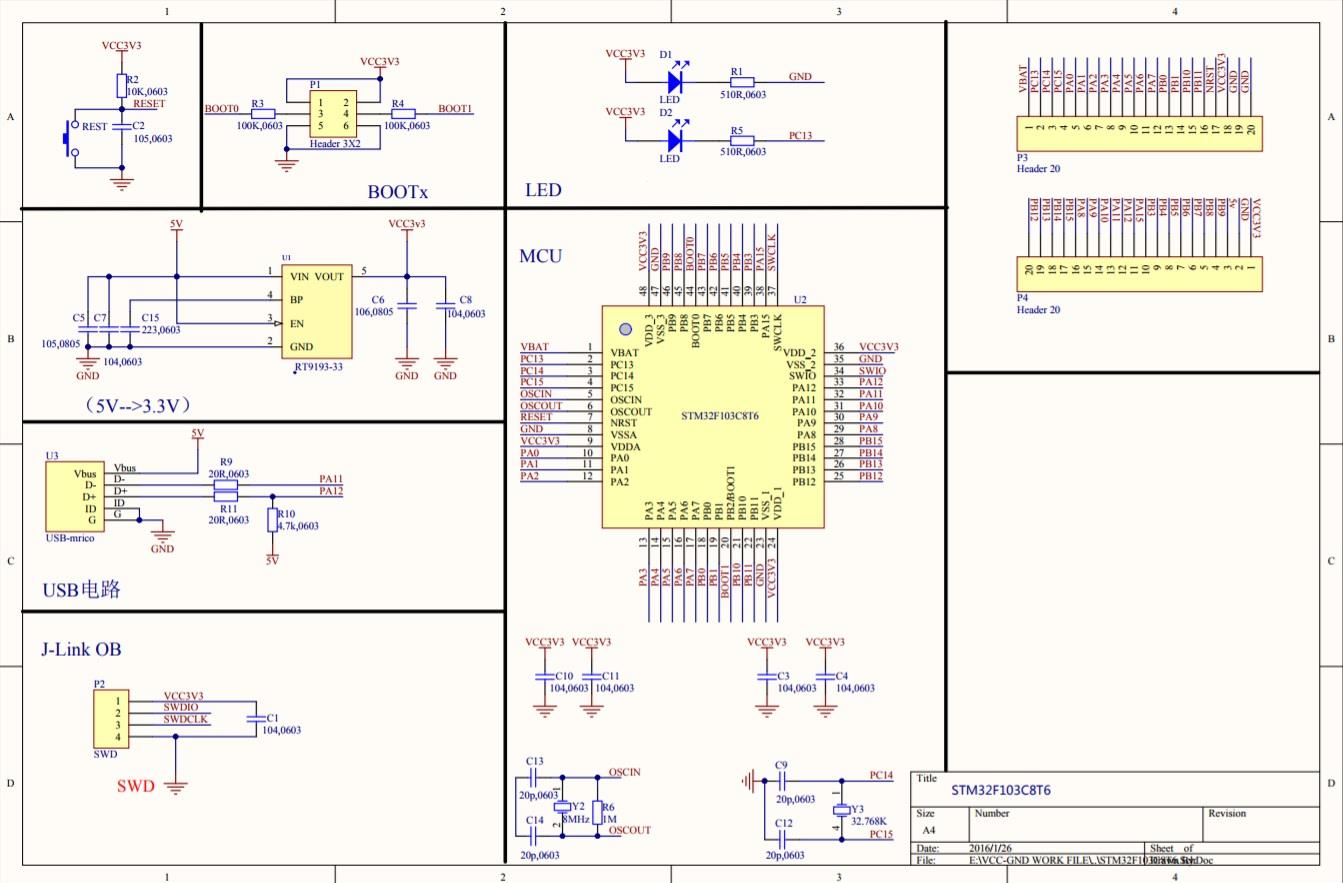 1 2 3 4
A
VCC3V3
R2
10K,0603
RESET
REST
C2
105,0603
VCC3V3
P1
BOOT0
R3
100K,0603
1 2
3 4
5 6
R4
100K,0603
BOOT1
Header 3X2
BOOTx
VCC3V3
D1
LED
R1
510R,0603
GND
VCC3V3
D2
LED
R5
510R,0603
PC13
LED
VBAT PC13 PC14 PC15 PA0 PA1 PA2 PA3 PA4 PA5 PA6 PA7 PB0 PB1 PB10 PB11 NRST VCC3V3 GND GND
1 2 3 4 5 6 7 8 9 10 11 12 13 14 15 16 17 18 19 20
P3
Header 20
A
PB12 PB13 PB14 PB15 PA8 PA9 PA10 PA11 PA12 PA15 PB3 PB4 PB5 PB6 PB7 PB8 PB9 5v GND VCC3V3
20 19 18 17 16 15 14 13 12 11 10 9 8 7 6 5 4 3 2 1
P4
Header 20
B
5V
VCC3v3
U1
1 VIN VOUT 5
4 BP
3 EN
2 GND
RT9193-33
C5
105,0805
C7
104,0603
C15
223,0603
C6
106,0805
C8
104,0603
GND
GND
GND
（5V-->3.3V）
MCU
VCC3V3 GND PB9 PB8 BOOT0 PB7 PB6 PB5 PB4 PB3 PA15 SWCLK
48 47 46 45 44 43 42 41 40 39 38 37
VDD_3 VSS_3 PB9 PB8 BOOT0 PB7 PB6 PB5 PB4 PB3 PA15 SWCLK
U2
VBAT 1 VBAT
PC13 2 PC13
PC14 3 PC14
PC15 4 PC15
OSCIN 5 OSCIN
OSCOUT 6 OSCOUT
RESET 7 NRST
GND 8 VSSA
VCC3V3 9 VDDA
PA0 10 PA0
PA1 11 PA1
PA2 12 PA2
STM32F103C8T6
VDD_2 36 VCC3V3
VSS_2 35 GND
SWIO 34 SWIO
PA12 33 PA12
PA11 32 PA11
PA10 31 PA10
PA9 30 PA9
PA8 29 PA8
PB15 28 PB15
PB14 27 PB14
PB13 26 PB13
PB12 25 PB12
PA3 PA4 PA5 PA6 PA7 PB0 PB1 PB2/BOOT1 PB10 PB11 VSS_1 VDD_1
13 14 15 16 17 18 19 20 21 22 23 24
PA3 PA4 PA5 PA6 PA7 PB0 PB1 BOOT1 PB10 PB11 GND VCC3V3
B
C
5V
U3
Vbus Vbus
D- D-
D+ D+
ID ID
G G
USB-mrico
R9
20R,0603
PA11
PA12
R11
20R,0603
R10
4.7k,0603
GND
5V
USB电路
C
D
J-Link OB
P2
1 VCC3V3
2 SWDIO
3 SWDCLK
4
SWD
C1
104,0603
SWD
VCC3V3
C10
104,0603
VCC3V3
C11
104,0603
VCC3V3
C3
104,0603
VCC3V3
C4
104,0603
C13
20p,0603
OSCIN
1
Y2
8MHz
2
R6
1M
C14
20p,0603
OSCOUT
C9
20p,0603
PC14
1
Y3
32.768K
4
C12
20p,0603
PC15
D
Title
STM32F103C8T6
Size
A4
Number
Revision
Date: 2016/1/26
Sheet of
File: E:\VCC-GND WORK FILE\..\STM32F103C8T6.SchDoc
1 2 3 4